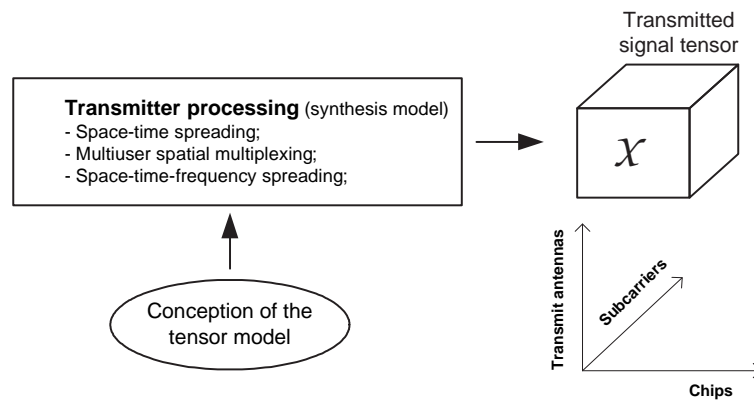 Transmitted
signal tensor
Transmitter processing (synthesis model)
- Space-time spreading;
- Multiuser spatial multiplexing;
- Space-time-frequency spreading;
x
Conception of the
tensor model
Transmit antennas
Subcarriers
Chips